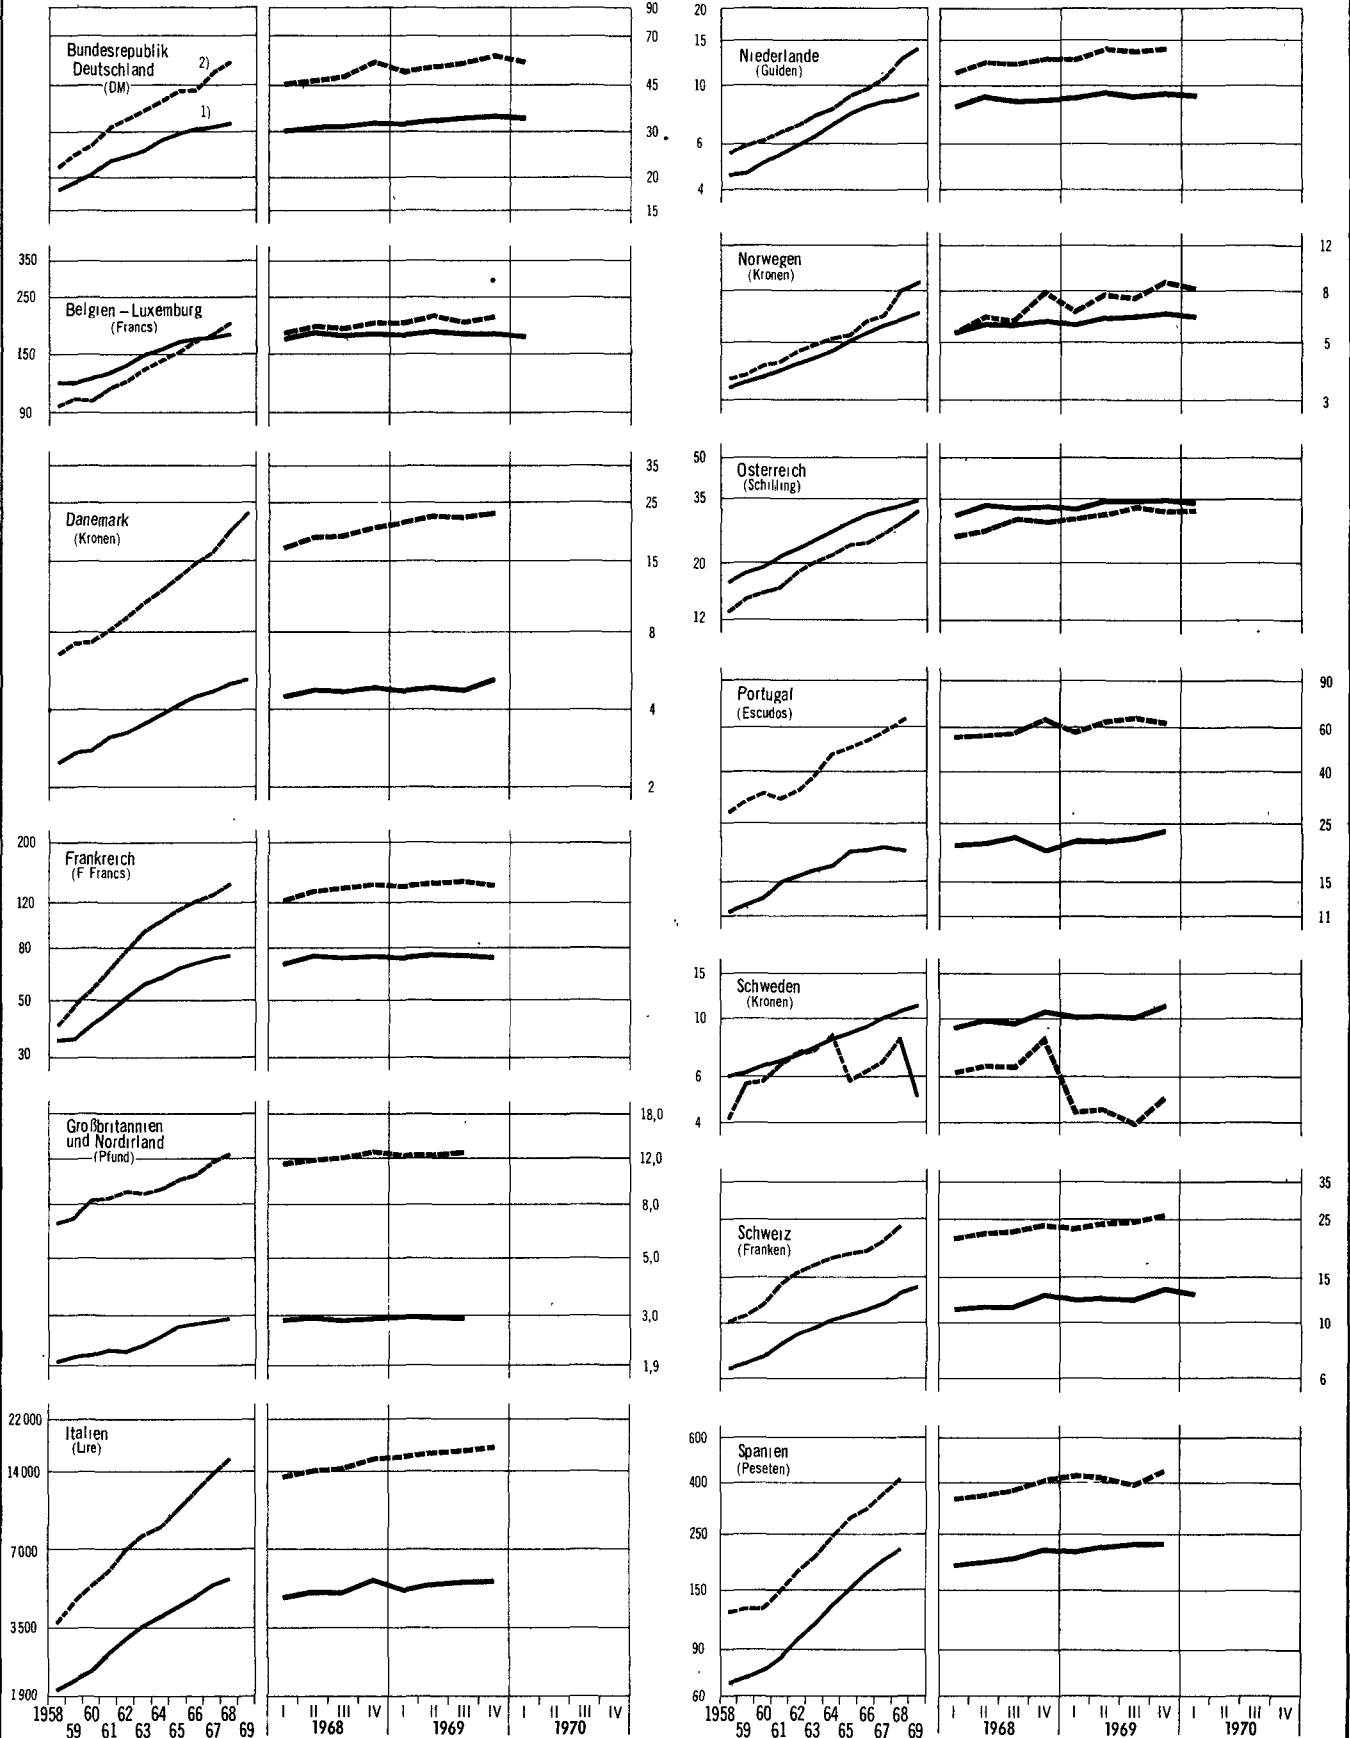 Bundesrepublik
Deutschland
(DM)
2)
1)
90
70
45
30
20
15
Belgien – Luxemburg
(Francs)
350
250
150
90
Danemark
(Kronen)
35
25
15
8
4
2
Frankreich
(F Francs)
200
120
80
50
30
Großbritannien
und Nordirland
(Pfund)
18,0
12,0
8,0
5,0
3,0
1,9
Italien
(Lire)
22 000
14 000
7 000
3 500
1 900
1958 60 62 64 66 68
59 61 63 65 67 69
I II III IV I II III IV I II III IV
1968 1969 1970
Niederlande
(Gulden)
20
15
10
6
4
Norwegen
(Kronen)
12
8
5
3
Osterreich
(Schilling)
50
35
20
12
Portugal
(Escudos)
90
60
40
25
15
11
Schweden
(Kronen)
15
10
6
4
Schweiz
(Franken)
35
25
15
10
6
Spanien
(Peseten)
600
400
250
150
90
60
1958 60 62 64 66 68
59 61 63 65 67 69
I II III IV I II III IV I II III IV
1968 1969 1970